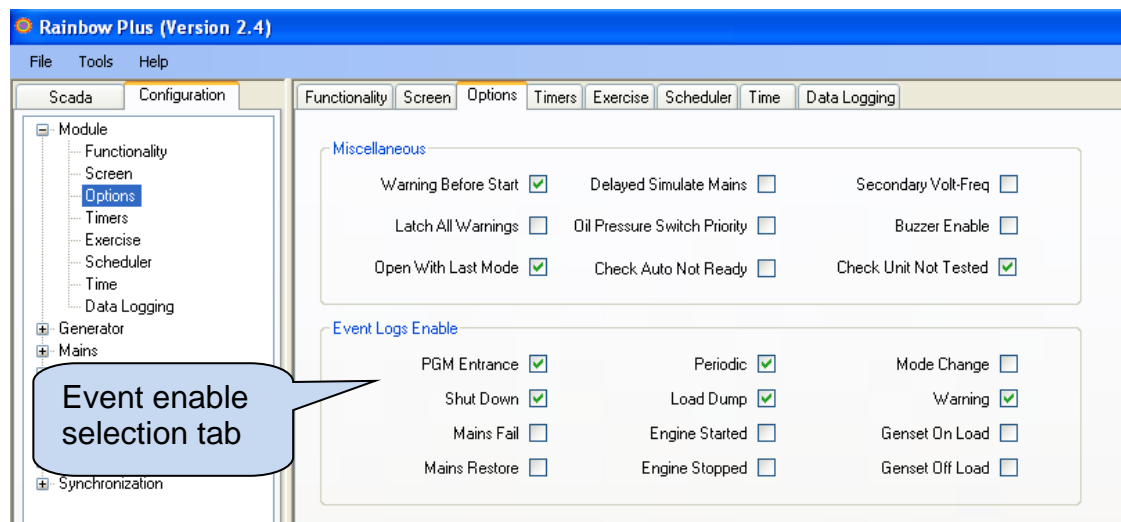 Rainbow Plus (Version 2.4)
File Tools Help
Scada Configuration
Functionality Screen Options Timers Exercise Scheduler Time Data Logging
Module
Functionality
Screen
Options
Timers
Exercise
Scheduler
Time
Data Logging
Generator
Mains
Synchronization
Event enable
selection tab
Miscellaneous
Warning Before Start Delayed Simulate Mains Secondary Volt-Freq
Latch All Warnings Oil Pressure Switch Priority Buzzer Enable
Open With Last Mode Check Auto Not Ready Check Unit Not Tested
Event Logs Enable
PGM Entrance Periodic Mode Change
Shut Down Load Dump Warning
Mains Fail Engine Started Genset On Load
Mains Restore Engine Stopped Genset Off Load